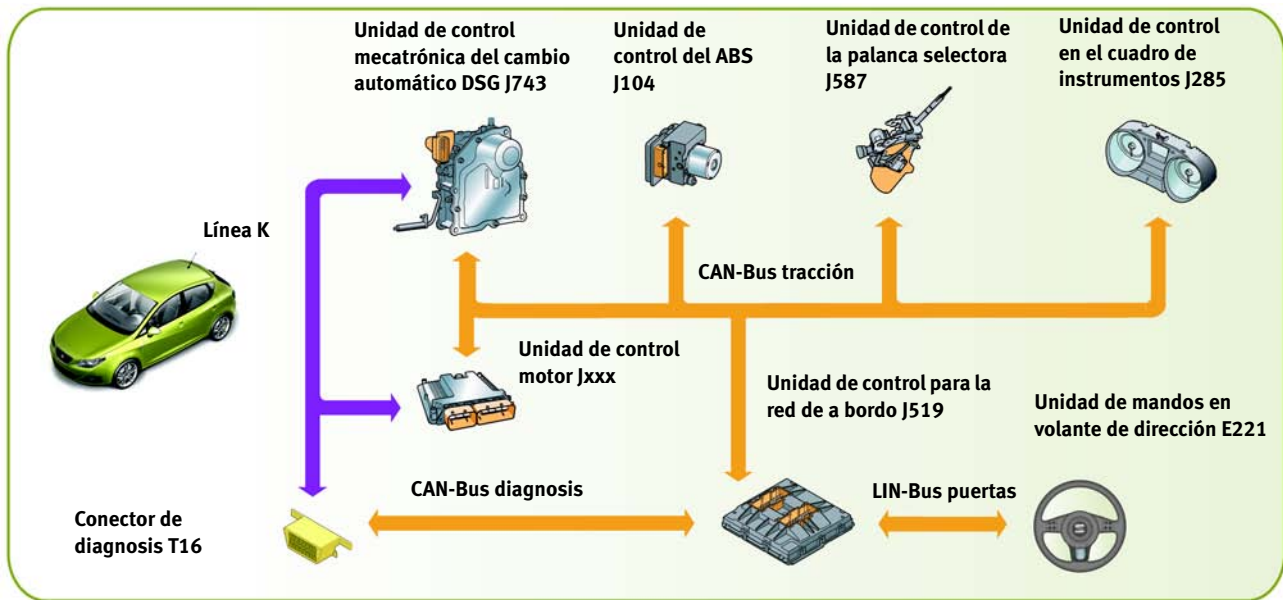 Unidad de control
mecatrónica del cambio
automático DSG J743
Unidad de
control del ABS
J104
Unidad de control de
la palanca selectora
J587
Unidad de control
en el cuadro de
instrumentos J285
Línea K
CAN-Bus tracción
Unidad de control
motor Jxxx
Unidad de control para la
red de a bordo J519
Unidad de mandos en
volante de dirección E221
CAN-Bus diagnosis
LIN-Bus puertas
Conector de
diagnosis T16